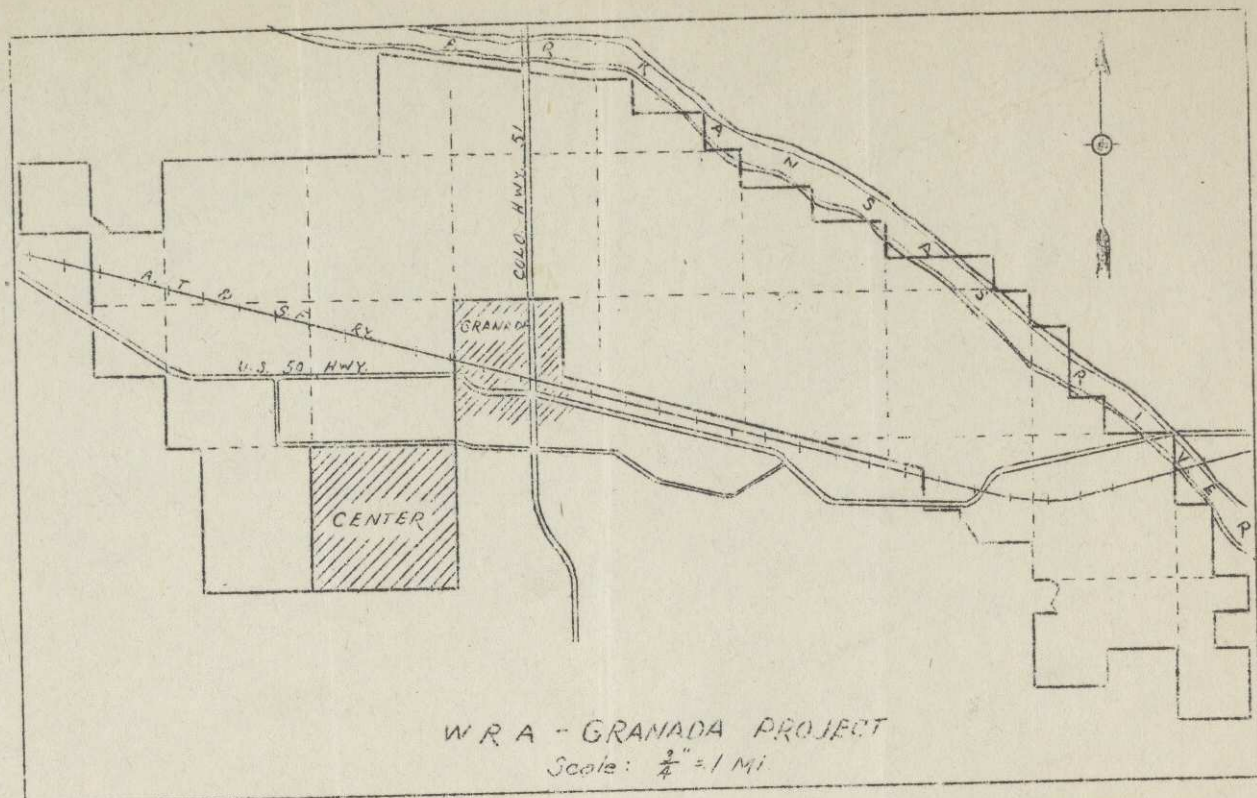 ARKANSAS RIVER
COLO HWY. 51
A. T. & S. F. RY.
GRANADA
U.S. 50 HWY.
CENTER
W R A - GRANADA PROJECT
Scale: 3/4" = 1 Mi.